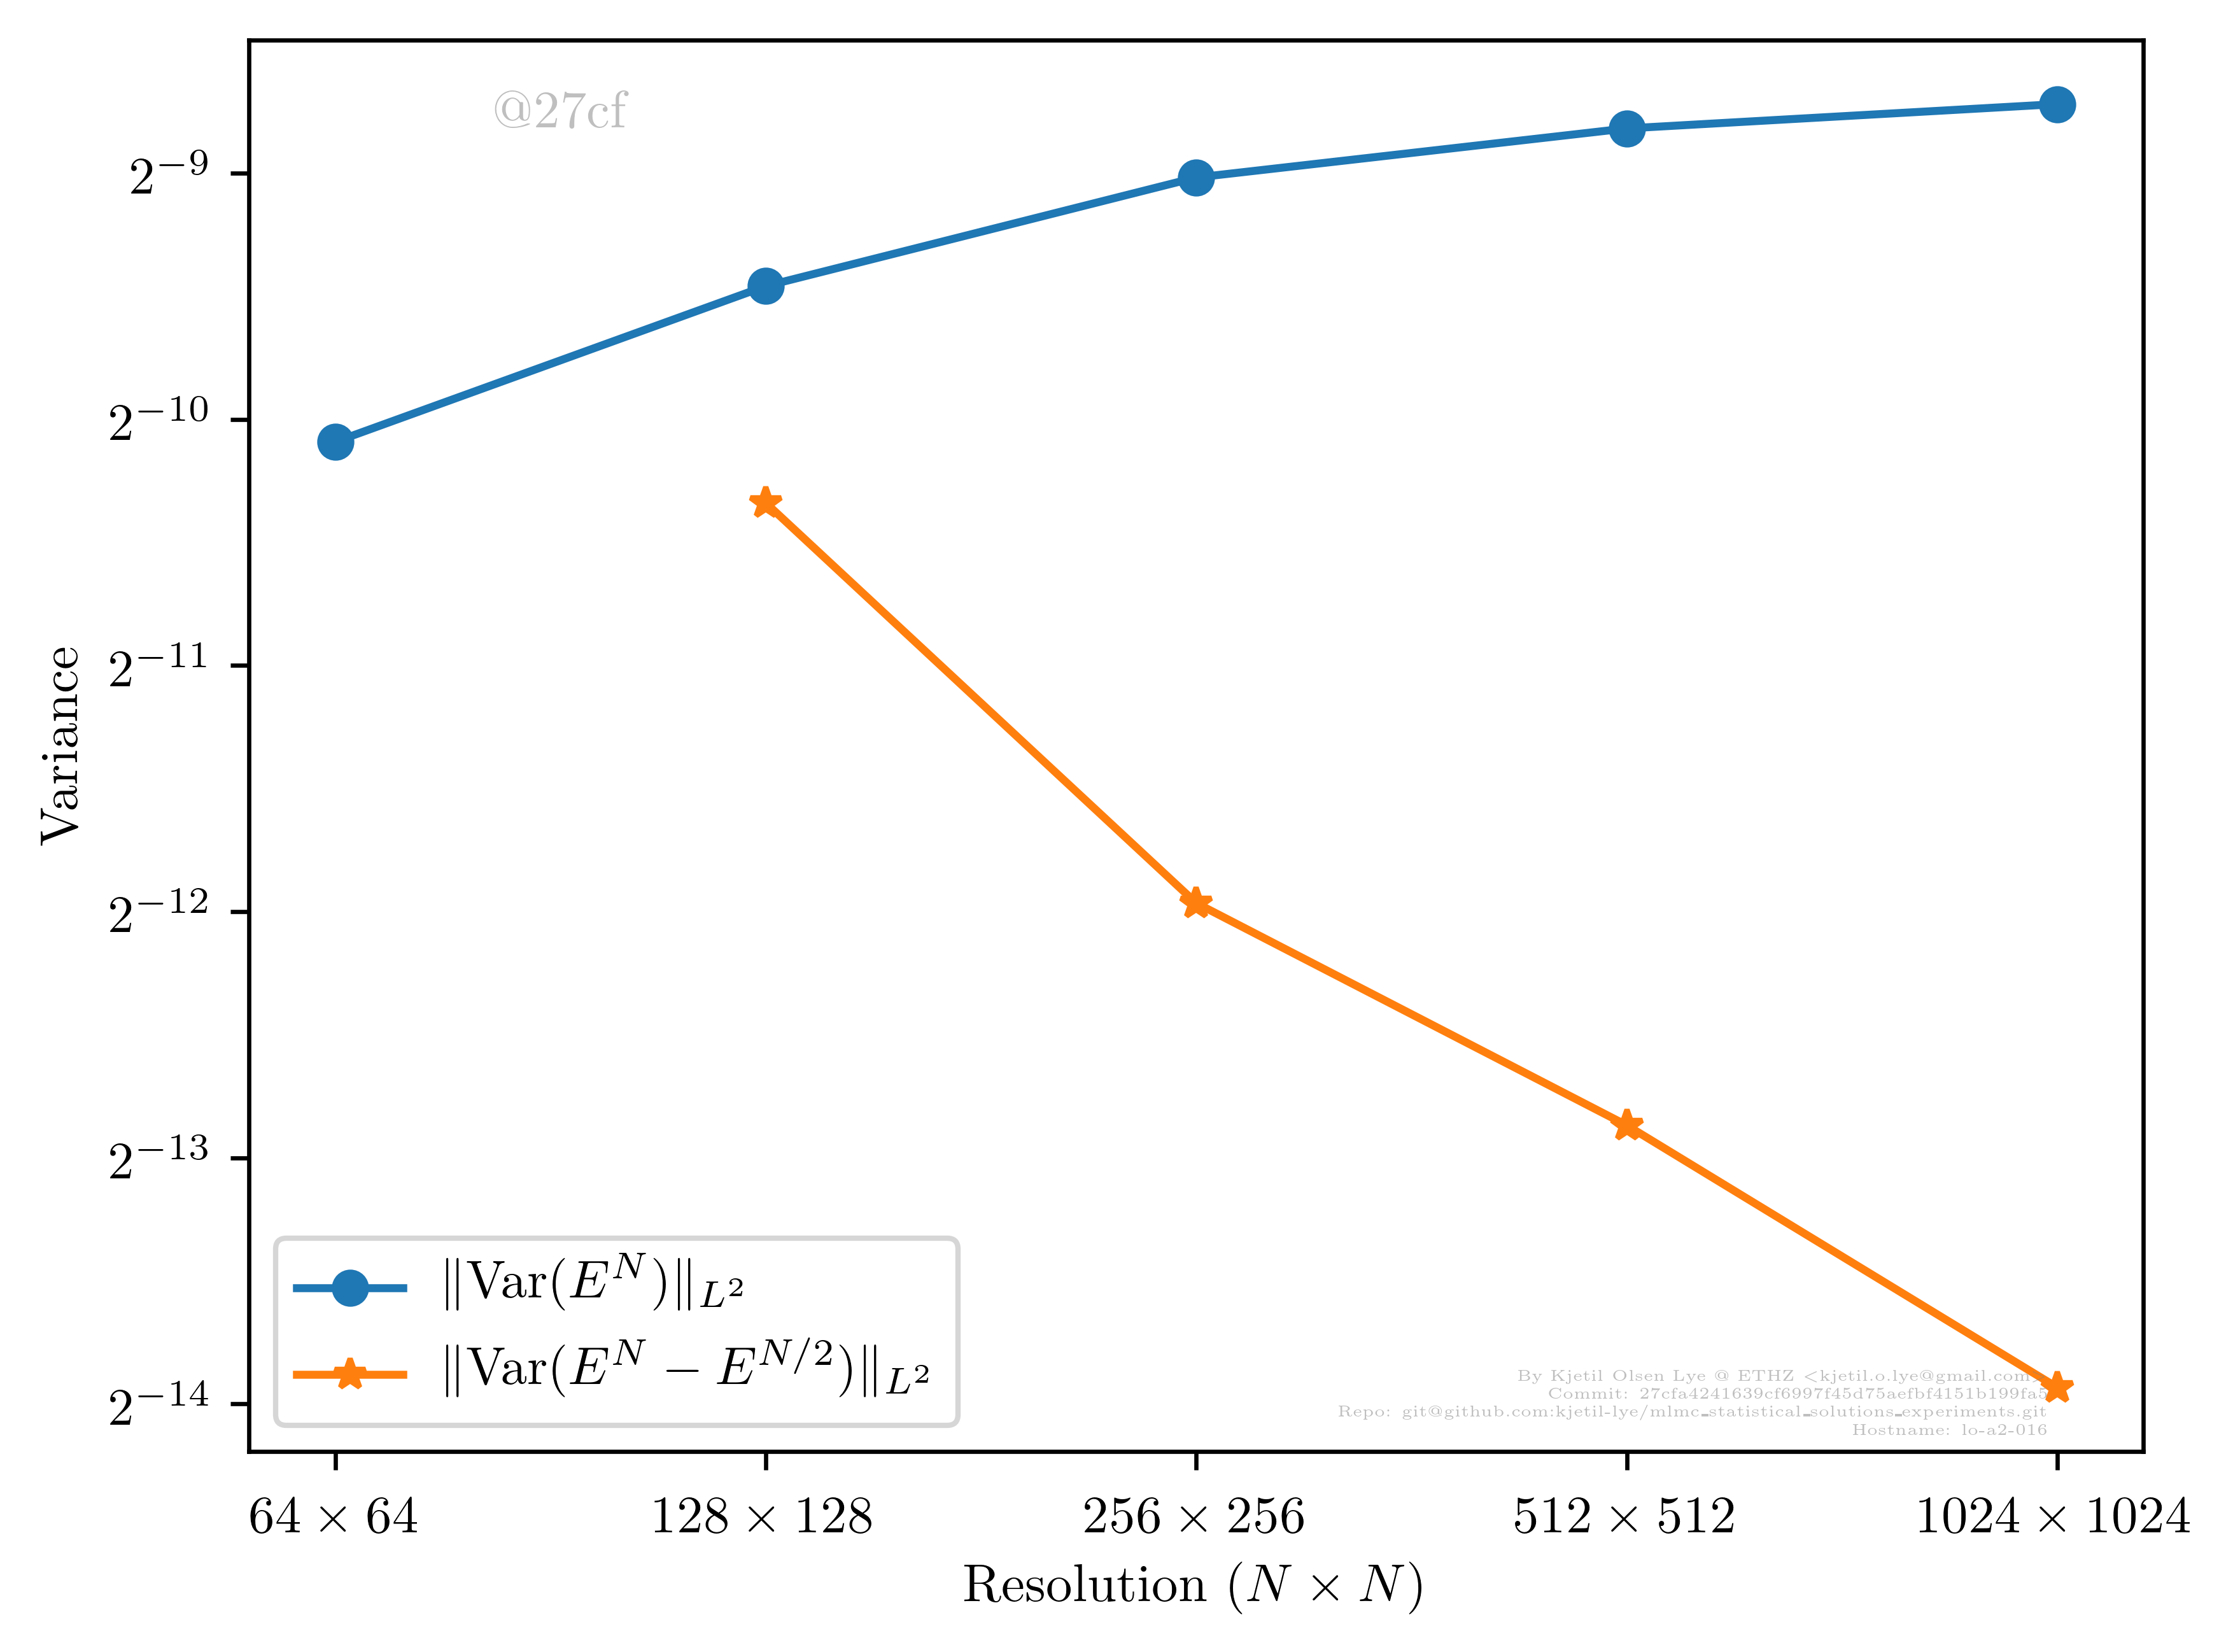 @27cf
2^{-9}
2^{-10}
2^{-11}
2^{-12}
2^{-13}
2^{-14}
Variance
‖Var(E^N)‖_{L^2}
‖Var(E^N − E^{N/2})‖_{L^2}
By Kjetil Olsen Lye @ ETHZ <kjetil.o.lye@gmail.com
Commit: 27cfa4241639cf6997f45d75aefbf4151b199fa5
Repo: git@github.com:kjetil-lye/mlmc_statistical_solutions_experiments.git
Hostname: lo-a2-016
64 × 64 128 × 128 256 × 256 512 × 512 1024 × 1024
Resolution (N × N)